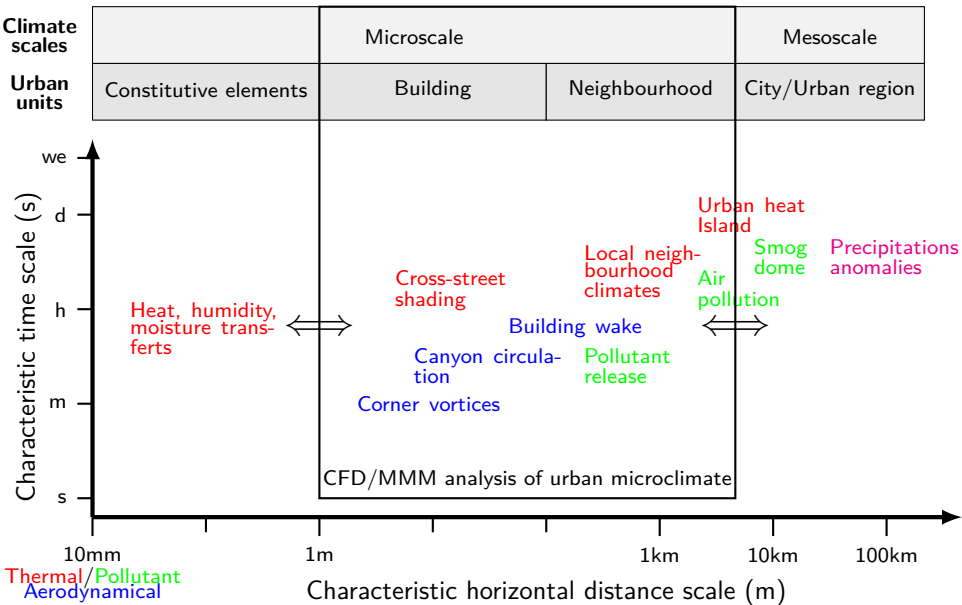 Climate scales
Microscale
Mesoscale
Urban units
Constitutive elements
Building
Neighbourhood
City/Urban region
Characteristic time scale (s)
we
d
h
m
s
Urban heat
Island
Smog
dome
Precipitations
anomalies
Local neigh-
bourhood
climates
Air
pollution
Cross-street
shading
Heat, humidity,
moisture trans-
ferts
Building wake
Canyon circula-
tion
Pollutant
release
Corner vortices
CFD/MMM analysis of urban microclimate
10mm
1m
1km
10km
100km
Thermal/Pollutant
Aerodynamical
Characteristic horizontal distance scale (m)